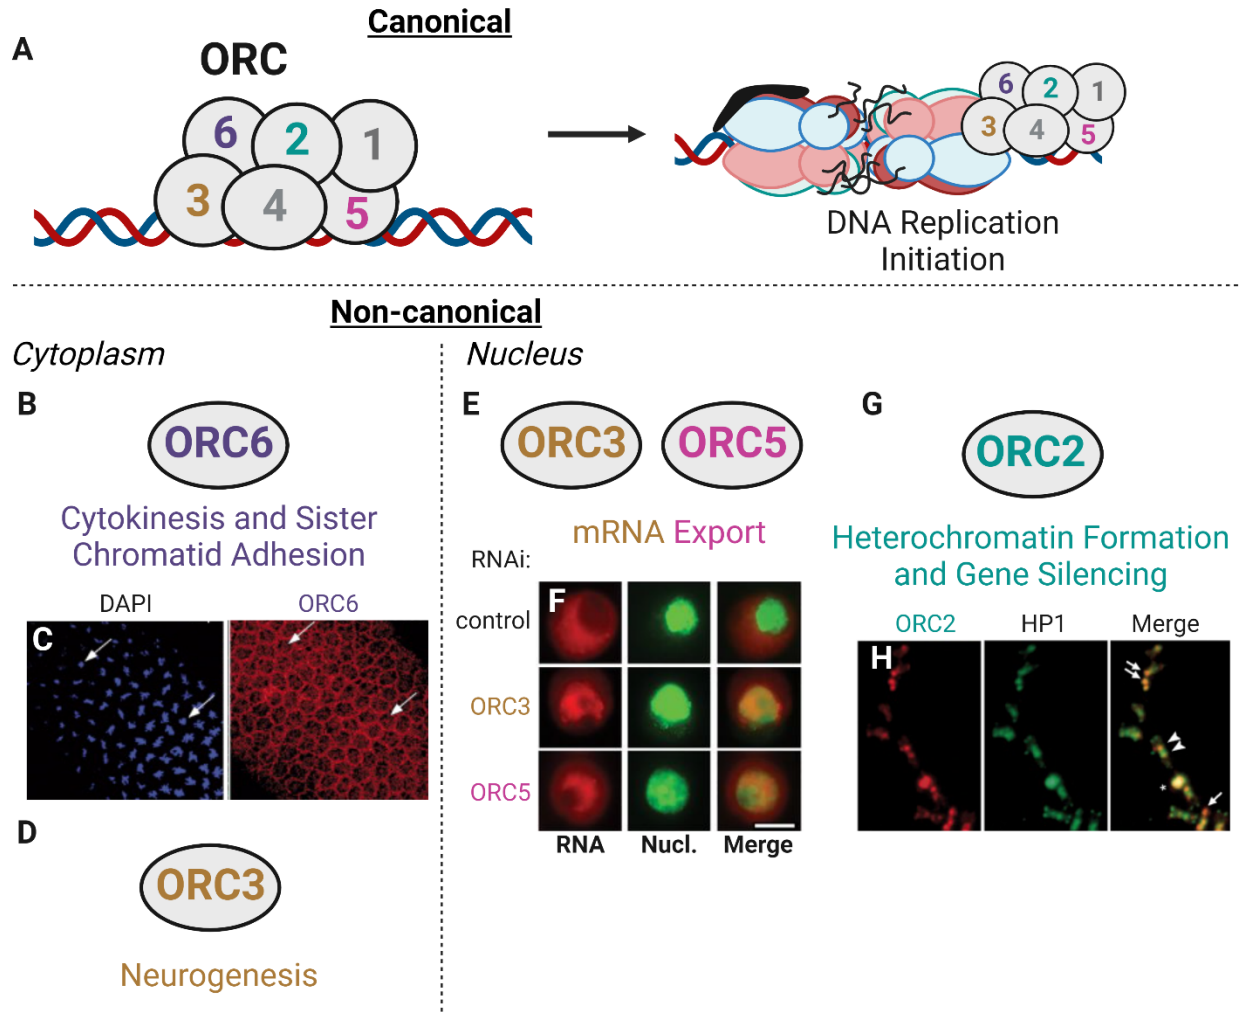 Canonical
A
ORC
6
2
1
3
4
5
6
2
1
3
4
5
DNA Replication
Initiation
Non-canonical
Cytoplasm
Nucleus
B
ORC6
Cytokinesis and Sister
Chromatid Adhesion
DAPI
ORC6
C
D
ORC3
Neurogenesis
E
ORC3
ORC5
mRNA Export
RNAi:
F
control
ORC3
ORC5
RNA
Nucl.
Merge
G
ORC2
Heterochromatin Formation
and Gene Silencing
ORC2
HP1
Merge
H
*